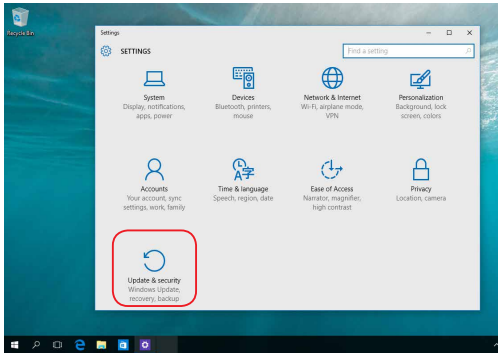 Recycle Bin
Settings
SETTINGS
Find a setting
System
Display, notifications,
apps, power
Devices
Bluetooth, printers,
mouse
Network & Internet
Wi-Fi, airplane mode,
VPN
Personalization
Background, lock
screen, colors
Accounts
Your account, sync
settings, work, family
Time & language
Speech, region, date
Ease of Access
Narrator, magnifier,
high contrast
Privacy
Location, camera
Update & security
Windows Update,
recovery, backup